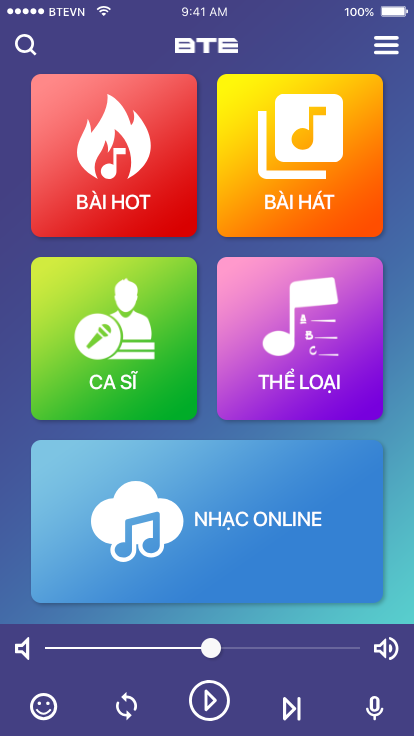 BTEVN 9:41 AM 100%
BTE
BÀI HOT
BÀI HÁT
CA SĨ
A
B
C
THỂ LOẠI
NHẠC ONLINE